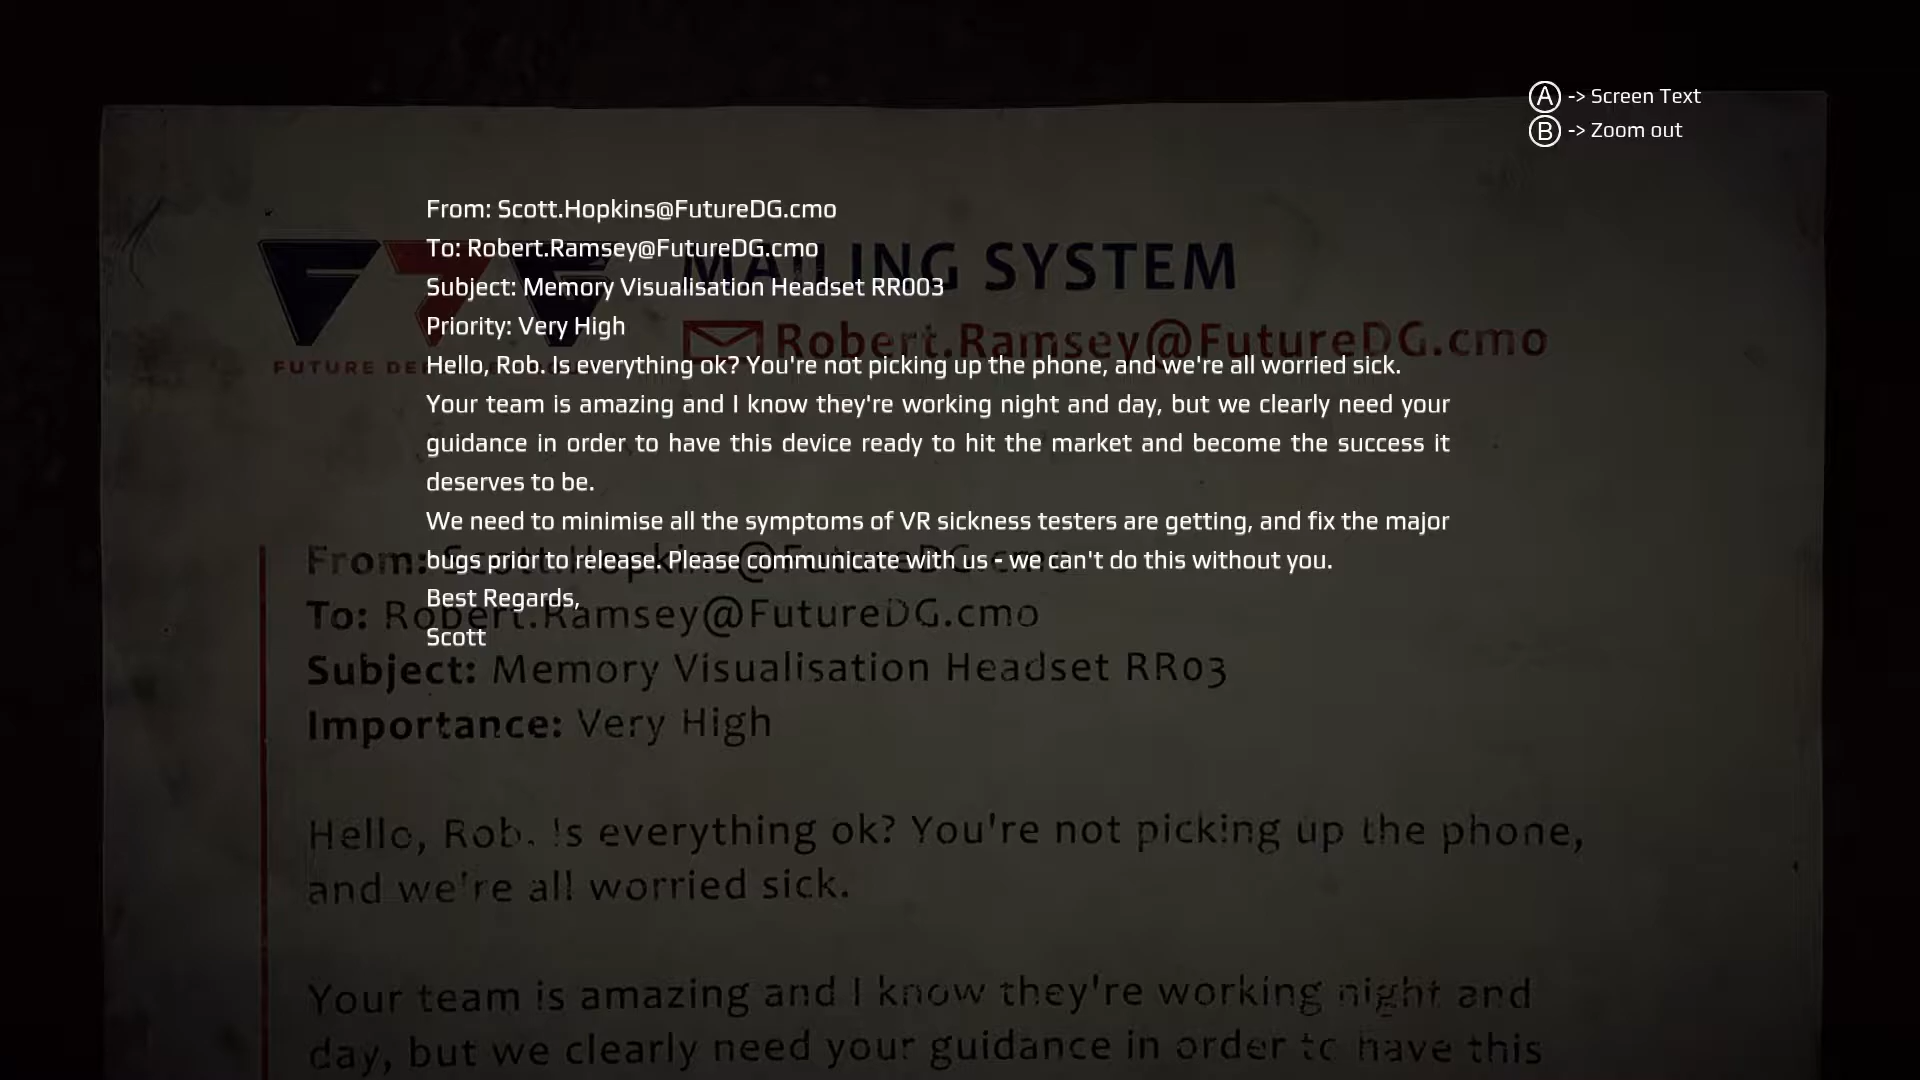 A -> Screen Text
B -> Zoom out
From: Scott.Hopkins@FutureDG.cmo
To: Robert.Ramsey@FutureDG.cmo
Subject: Memory Visualisation Headset RR003
Priority: Very High
Hello, Rob. Is everything ok? You're not picking up the phone, and we're all worried sick.
Your team is amazing and I know they're working night and day, but we clearly need your
guidance in order to have this device ready to hit the market and become the success it
deserves to be.
We need to minimise all the symptoms of VR sickness testers are getting, and fix the major
bugs prior to release. Please communicate with us - we can't do this without you.
Best Regards,
Scott
MAILING SYSTEM
Robert.Ramsey@FutureDG.cmo
FUTURE
From: Scott.Hopkins@FutureDG.cmo
To: Robert.Ramsey@FutureDG.cmo
Subject: Memory Visualisation Headset RR03
Importance: Very High
Hello, Rob. Is everything ok? You're not picking up the phone,
and we're all worried sick.
Your team is amazing and I know they're working night and
day, but we clearly need your guidance in order to have this